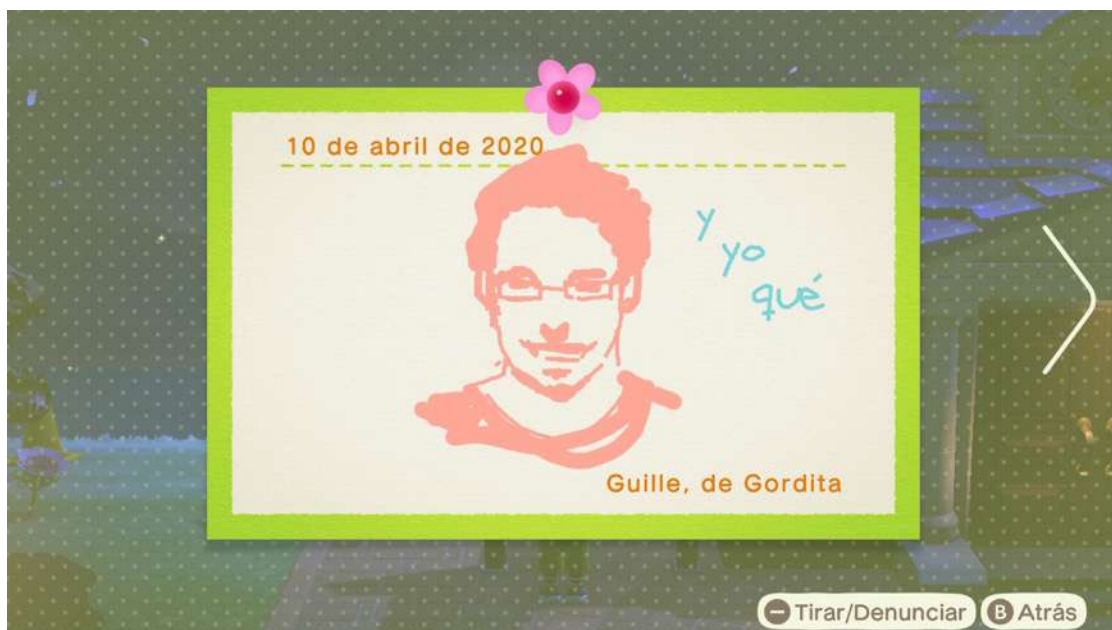 10 de abril de 2020
y
yo
qué
Guille, de Gordita
Tirar/Denunciar
B Atrás